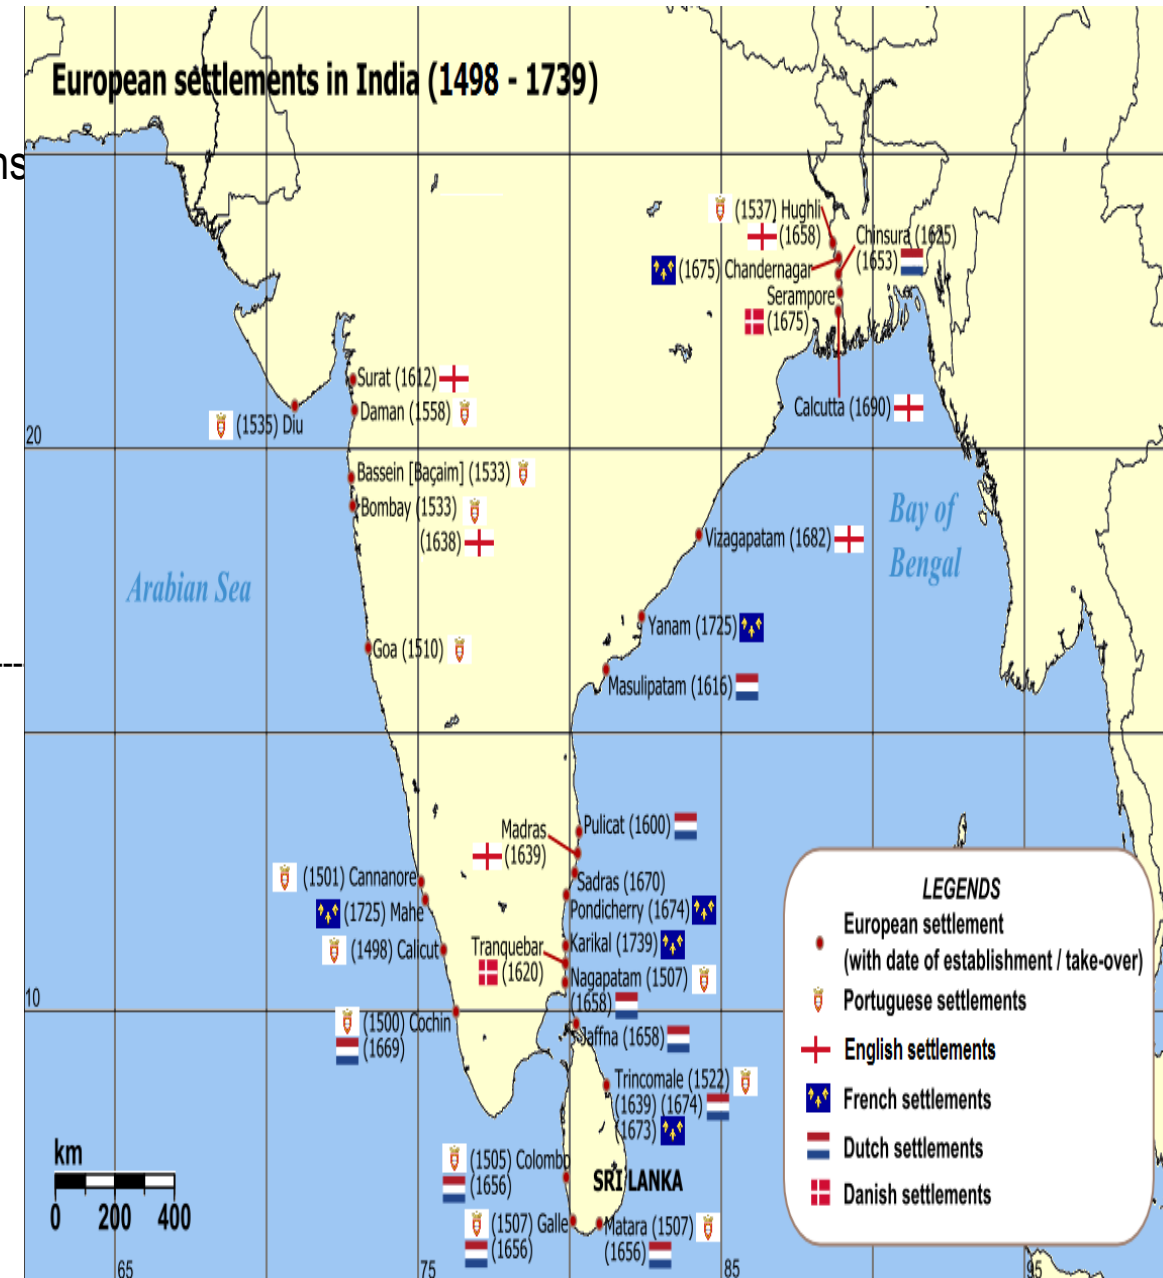 European settlements in India (1498 - 1739)
ns
(1537) Hughli
(1658)
Chinsura (1625)
(1653)
(1675) Chandernagar
Serampore
(1675)
Surat (1612)
Daman (1558)
(1535) Diu
Calcutta (1690)
20
Bassein [Baçaim] (1533)
Bombay (1533)
(1638)
Bay of
Bengal
Vizagapatam (1682)
Arabian Sea
Yanam (1725)
Goa (1510)
Masulipatam (1616)
Pulicat (1600)
Madras
(1639)
(1501) Cannanore
Sadras (1670)
(1725) Mahe
Pondicherry (1674)
(1498) Calicut
Tranquebar
(1620)
Karikal (1739)
Nagapatam (1507)
(1658)
10
(1500) Cochin
(1669)
Jaffna (1658)
Trincomale (1522)
(1639) (1674)
(1673)
(1505) Colombo
(1656)
SRI LANKA
(1507) Galle
(1656)
Matara (1507)
(1656)
LEGENDS
European settlement
(with date of establishment / take-over)
Portuguese settlements
English settlements
French settlements
Dutch settlements
Danish settlements
km
0 200 400
65 75 85 95